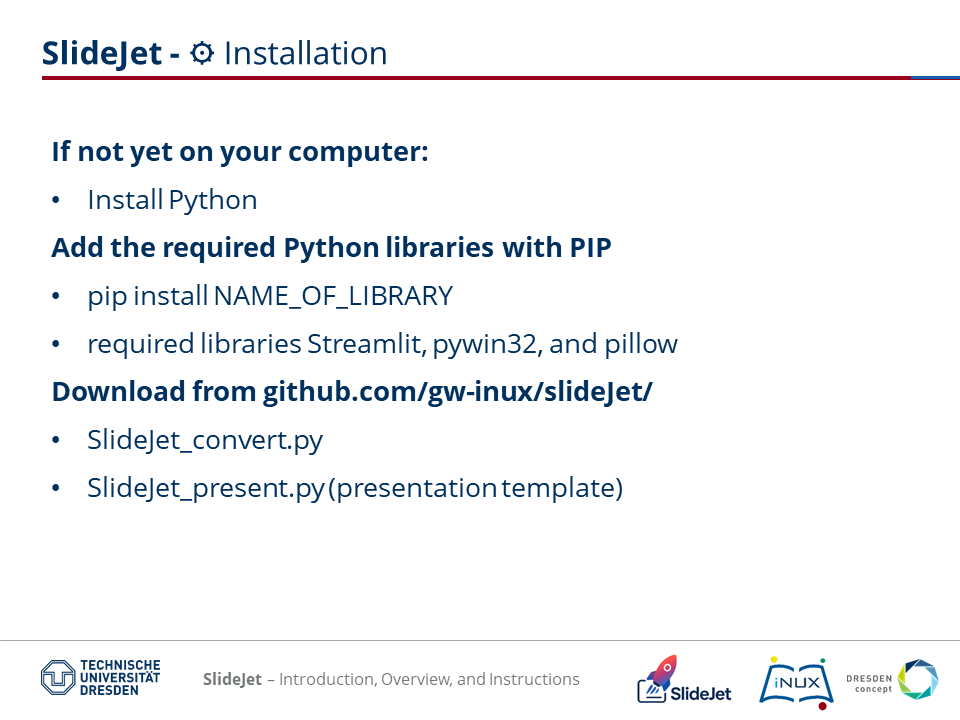 SlideJet - ⚙ Installation
If not yet on your computer:
• Install Python
Add the required Python libraries with PIP
• pip install NAME_OF_LIBRARY
• required libraries Streamlit, pywin32, and pillow
Download from github.com/gw-inux/slideJet/
• SlideJet_convert.py
• SlideJet_present.py (presentation template)
TECHNISCHE
UNIVERSITÄT
DRESDEN
SlideJet – Introduction, Overview, and Instructions
SlideJet
iNUX
DRESDEN
concept